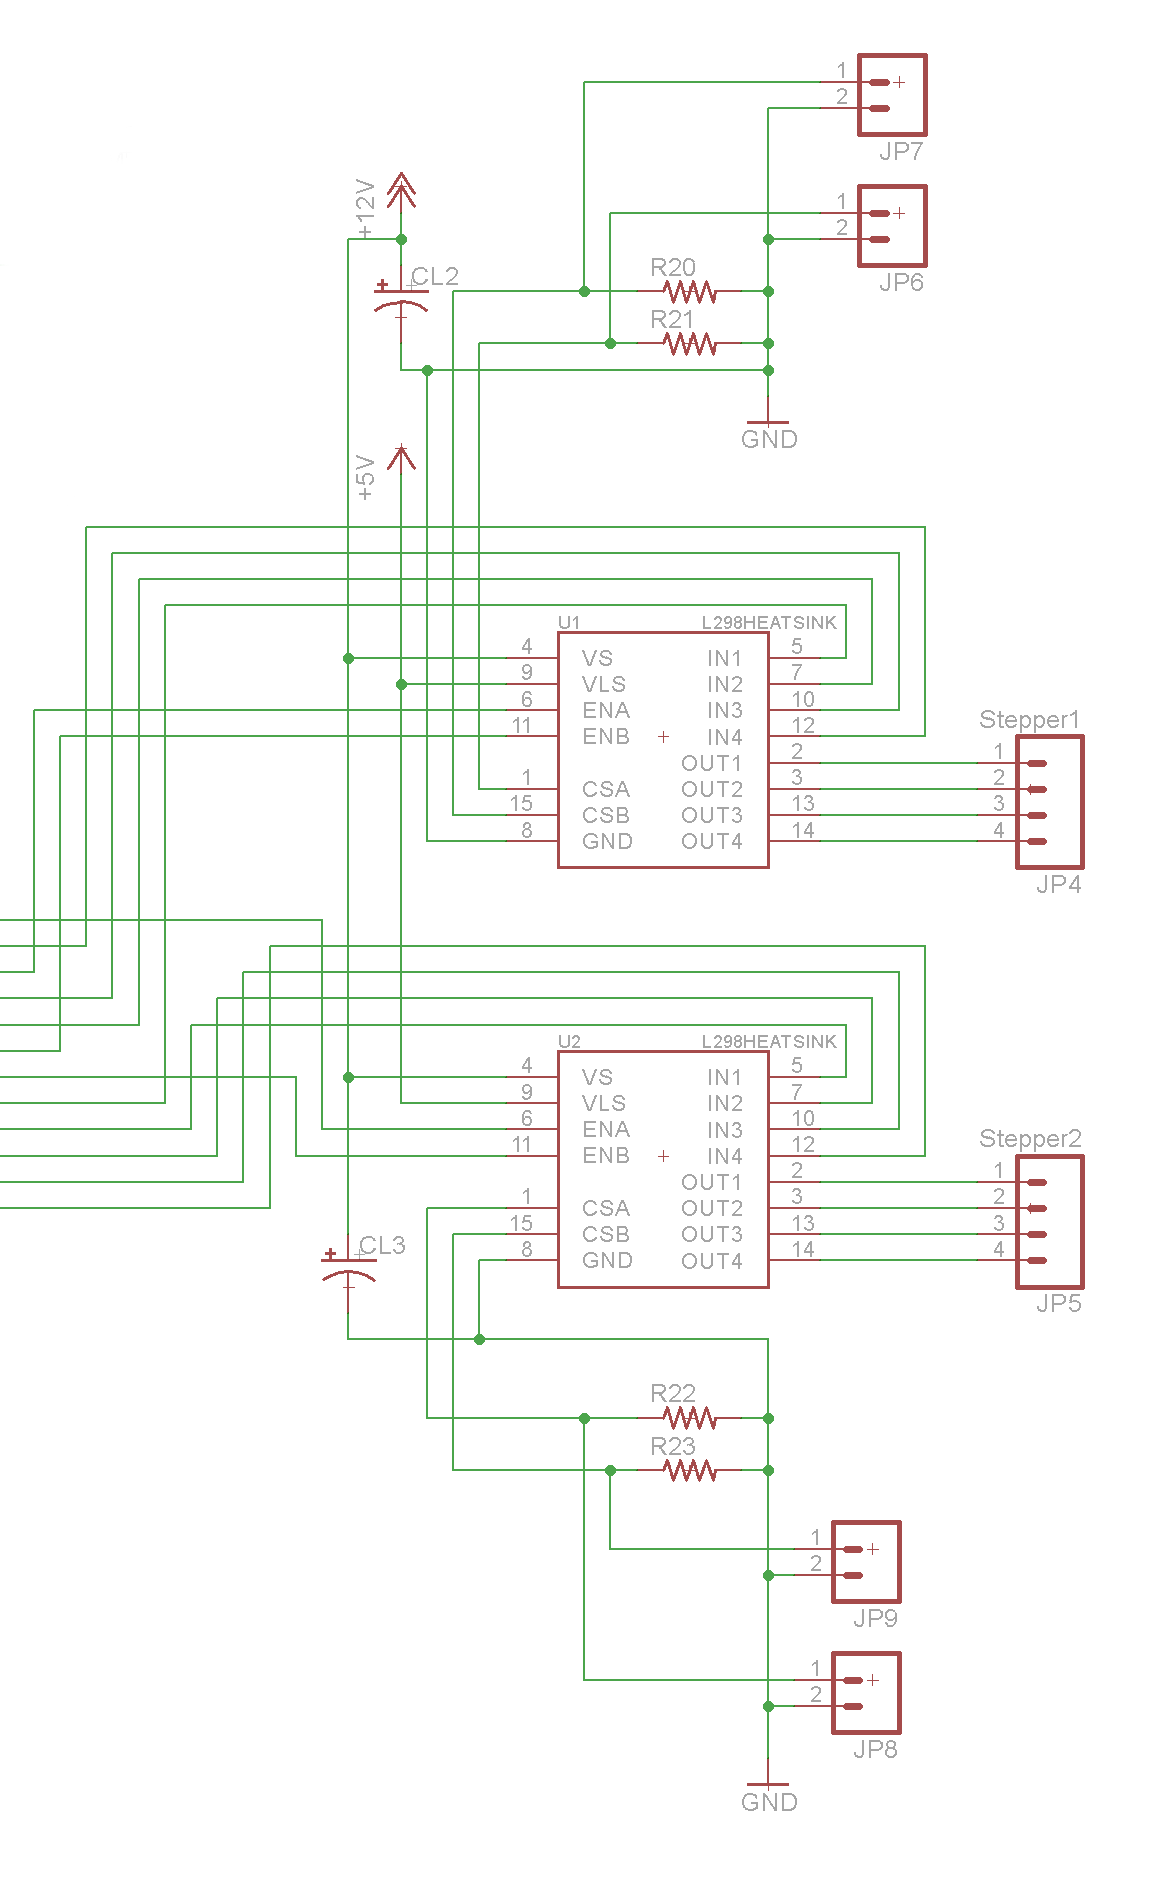 1
2
JP7
+12V
1
2
JP6
CL2
R20
R21
GND
+5V
U1 L298HEATSINK
4 VS IN1 5
9 VLS IN2 7
6 ENA IN3 10
11 ENB IN4 12
OUT1 2
1 CSA OUT2 3
15 CSB OUT3 13
8 GND OUT4 14
Stepper1
1
2
3
4
JP4
U2 L298HEATSINK
4 VS IN1 5
9 VLS IN2 7
6 ENA IN3 10
11 ENB IN4 12
OUT1 2
1 CSA OUT2 3
15 CSB OUT3 13
8 GND OUT4 14
Stepper2
1
2
3
4
JP5
CL3
R22
R23
1
2
JP9
1
2
JP8
GND